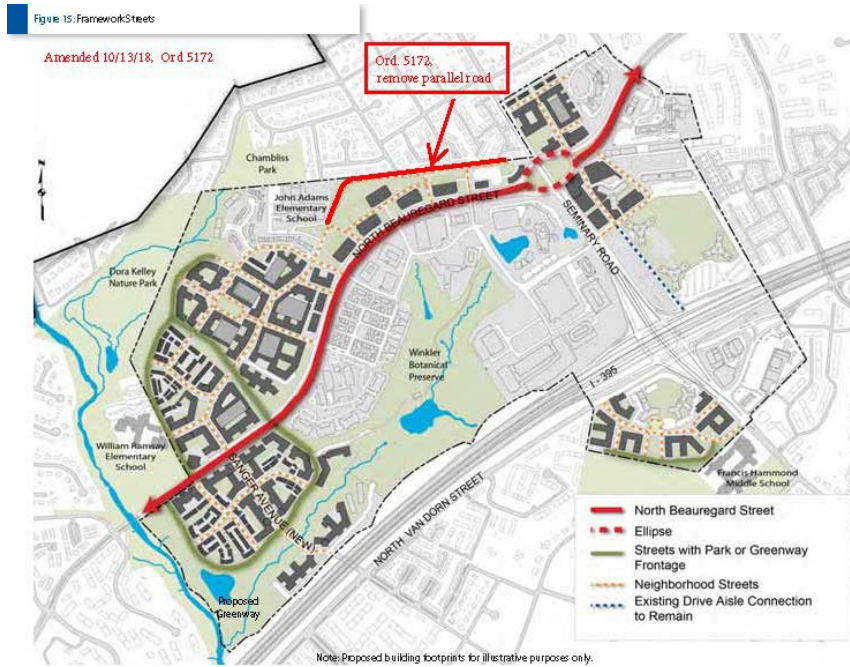 Figure 15: Framework Streets
Amended 10/13/18, Ord 5172
Ord. 5172,
remove parallel road
N
Chambliss
Park
John Adams
Elementary
School
NORTH BEAUREGARD STREET
SEMINARY ROAD
Dora Kelley
Nature Park
Winkler
Botanical
Preserve
I - 395
William Ramsay
Elementary
School
SANGER AVENUE (NEW)
NORTH VAN DORN STREET
Francis Hammond
Middle School
Proposed
Greenway
North Beauregard Street
Ellipse
Streets with Park or Greenway
Frontage
Neighborhood Streets
Existing Drive Aisle Connection
to Remain
Note: Proposed building footprints for illustrative purposes only.